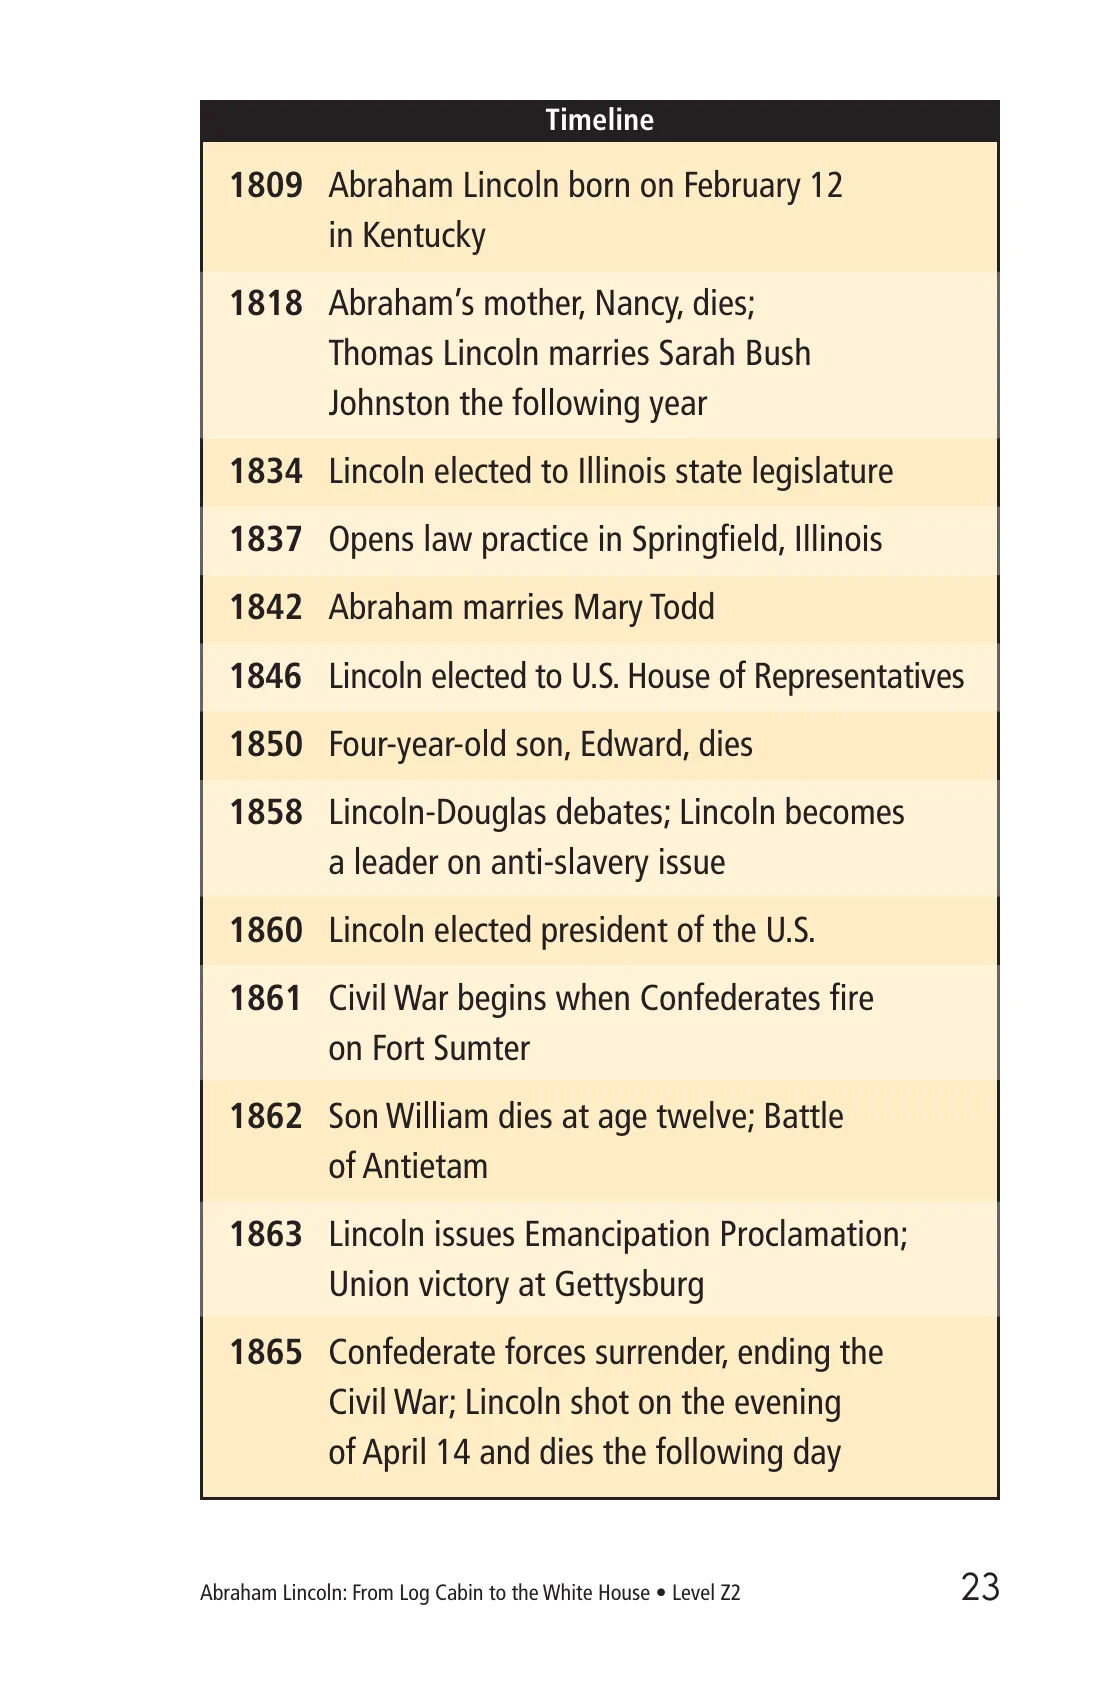 Timeline
1809 Abraham Lincoln born on February 12
in Kentucky
1818 Abraham’s mother, Nancy, dies;
Thomas Lincoln marries Sarah Bush
Johnston the following year
1834 Lincoln elected to Illinois state legislature
1837 Opens law practice in Springfield, Illinois
1842 Abraham marries Mary Todd
1846 Lincoln elected to U.S. House of Representatives
1850 Four-year-old son, Edward, dies
1858 Lincoln-Douglas debates; Lincoln becomes
a leader on anti-slavery issue
1860 Lincoln elected president of the U.S.
1861 Civil War begins when Confederates fire
on Fort Sumter
1862 Son William dies at age twelve; Battle
of Antietam
1863 Lincoln issues Emancipation Proclamation;
Union victory at Gettysburg
1865 Confederate forces surrender, ending the
Civil War; Lincoln shot on the evening
of April 14 and dies the following day
Abraham Lincoln: From Log Cabin to the White House • Level Z2 23